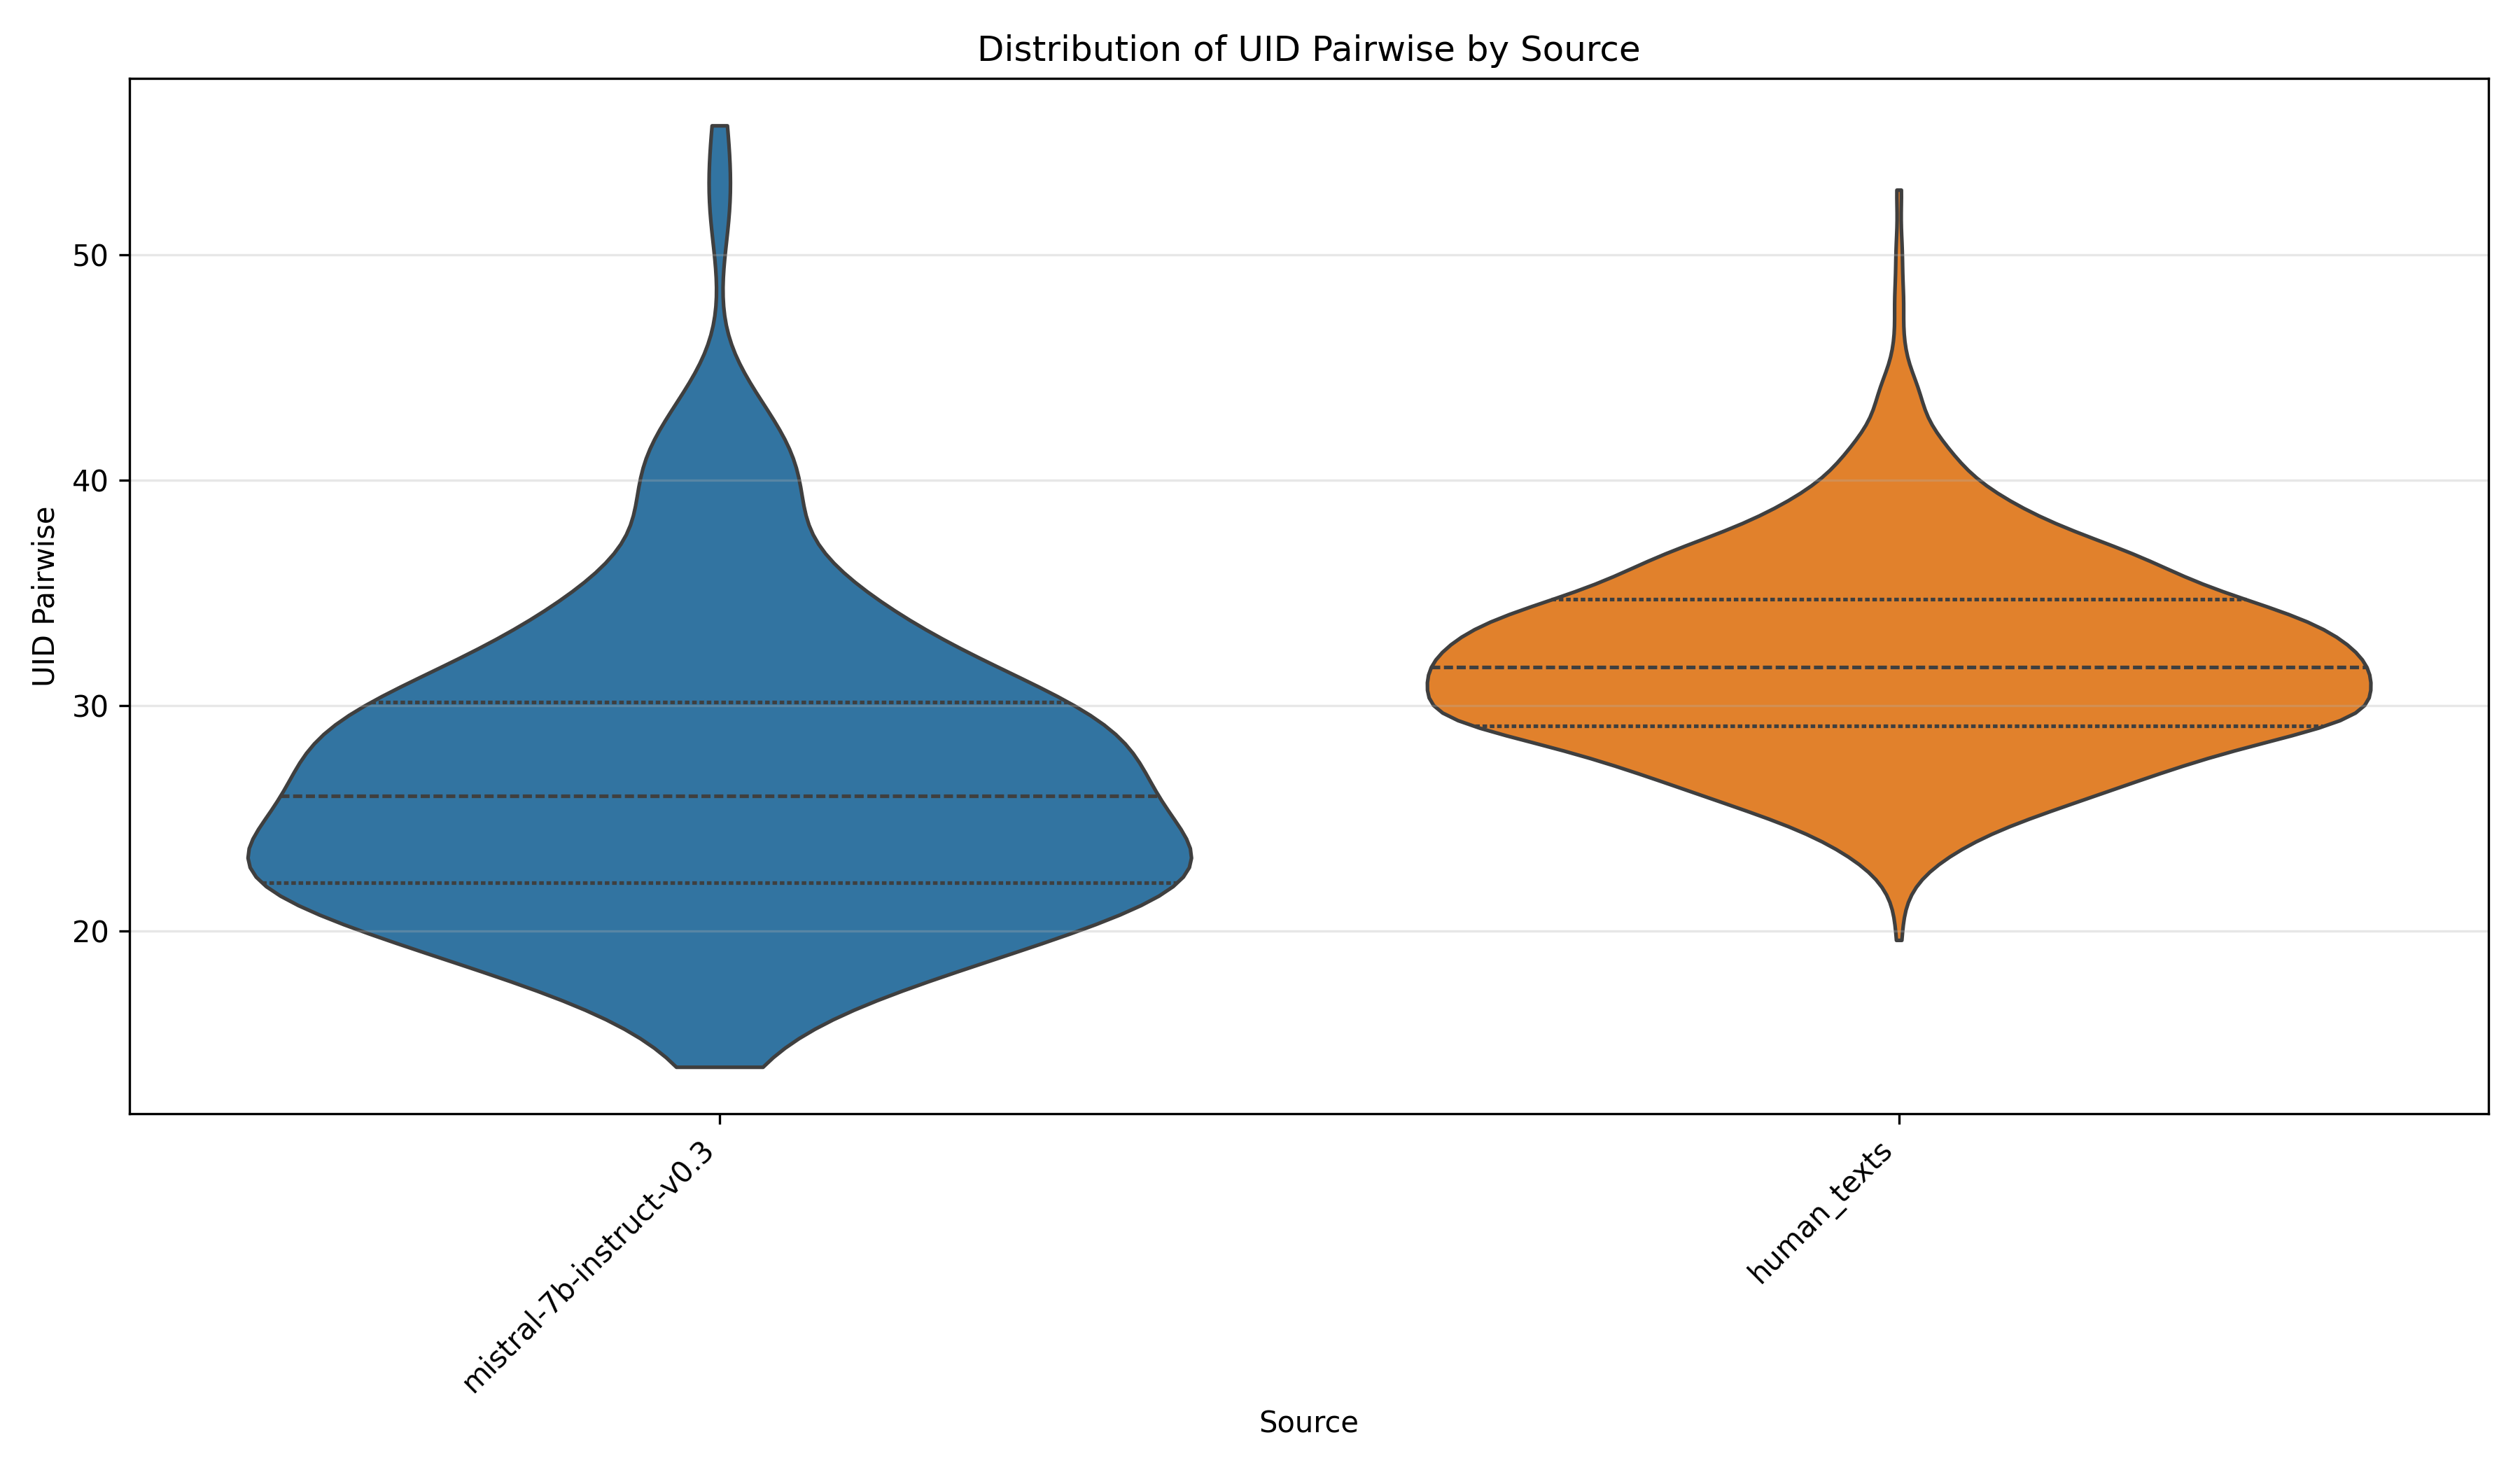 Distribution of UID Pairwise by Source
UID Pairwise
50
40
30
20
mistral-7b-instruct-v0.3
human_texts
Source